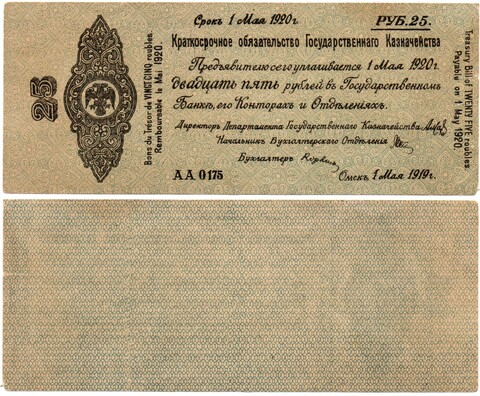 Срокъ 1 Мая 1920г.
РУБ.25.
Краткосрочное обязательство Государственнаго Казначейства
Предъявителю сего уплачивается 1 Мая 1920г.
двадцать пять рублей въ Государственномъ
Банкѣ, его Конторахъ и Отдѣленіяхъ.
Директоръ Департамента Государственнаго Казначейства
Начальникъ Бухгалтерскаго Отдѣленія
Бухгалтеръ
АА 0175
Омскъ 1 Мая 1919г.
25
Bons du trésor de VINGT CINQ roubles.
Remboursable le Mai 1920.
Treasury Bill of TWENTY FIVE roubles.
Payable on 1 May 1920.